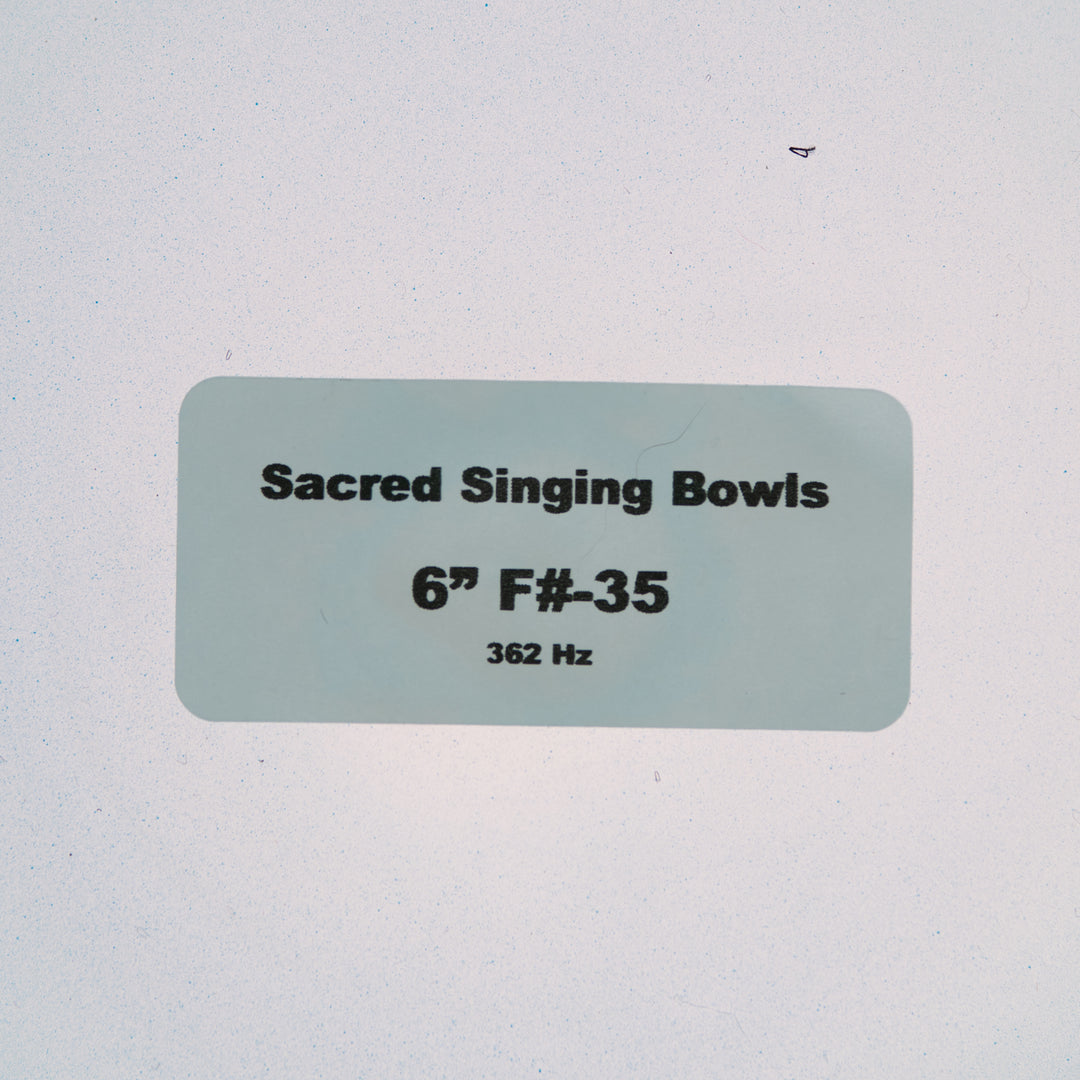 Sacred Singing Bowls
6” F#-35
362 Hz